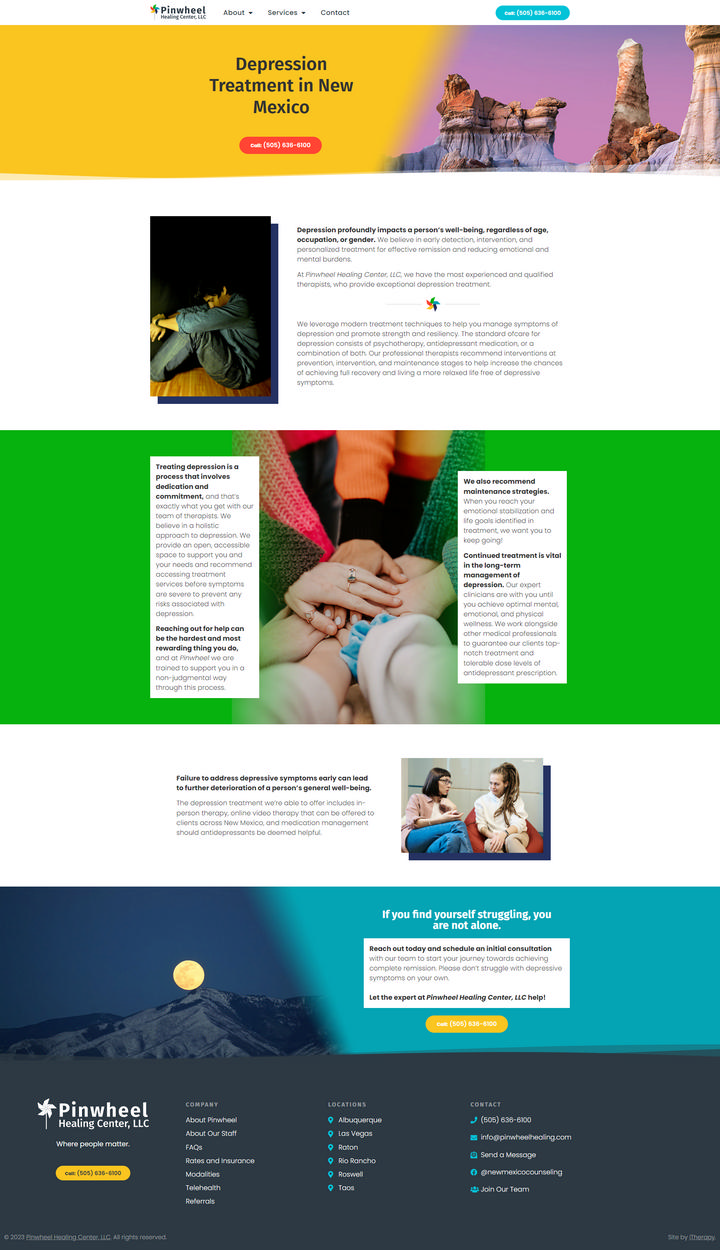 Pinwheel
Healing Center, LLC
About
Services
Contact
Call: (505) 636-6100
Depression
Treatment in New
Mexico
Call: (505) 636-6100
Depression profoundly impacts a person's well-being, regardless of age,
occupation, or gender. We believe in early detection, intervention, and
personalized treatment for effective remission and reducing emotional and
mental burdens.
At Pinwheel Healing Center, LLC, we have the most experienced and qualified
therapists, who provide exceptional depression treatment.
We leverage modern treatment techniques to help you manage symptoms of
depression and promote strength and resiliency. The standard ofcare for
depression consists of psychotherapy, antidepressant medication, or a
combination of both. Our professional therapists recommend interventions at
prevention, intervention, and maintenance stages to help increase the chances
of achieving full recovery and living a more relaxed life free of depressive
symptoms.
Treating depression is a
process that involves
dedication and
commitment, and that's
exactly what you get with our
team of therapists. We
believe in a holistic
approach to depression. We
provide an open, accessible
space to support you and
your needs and recommend
accessing treatment
services before symptoms
are severe to prevent any
risks associated with
depression.
Reaching out for help can
be the hardest and most
rewarding thing you do,
and at Pinwheel we are
trained to support you in a
non-judgmental way
through this process.
We also recommend
maintenance strategies.
When you reach your
emotional stabilization and
life goals identified in
treatment, we want you to
keep going!
Continued treatment is vital
in the long-term
management of
depression. Our expert
clinicians are with you until
you achieve optimal mental,
emotional, and physical
wellness. We work alongside
other medical professionals
to guarantee our clients top-
notch treatment and
tolerable dose levels of
antidepressant prescription.
Failure to address depressive symptoms early can lead
to further deterioration of a person's general well-being.
The depression treatment we're able to offer includes in-
person therapy, online video therapy that can be offered to
clients across New Mexico, and medication management
should antidepressants be deemed helpful.
If you find yourself struggling, you
are not alone.
Reach out today and schedule an initial consultation
with our team to start your journey towards achieving
complete remission. Please don't struggle with depressive
symptoms on your own.
Let the expert at Pinwheel Healing Center, LLC help!
Call: (505) 636-6100
Pinwheel
Healing Center, LLC
Where people matter.
Call: (505) 636-6100
COMPANY
About Pinwheel
About Our Staff
FAQs
Rates and Insurance
Modalities
Telehealth
Referrals
LOCATIONS
Albuquerque
Las Vegas
Raton
Rio Rancho
Roswell
Taos
CONTACT
(505) 636-6100
info@pinwheelhealing.com
Send a Message
@newmexicocounseling
Join Our Team
© 2023 Pinwheel Healing Center, LLC. All rights reserved.
Site by iTherapy.